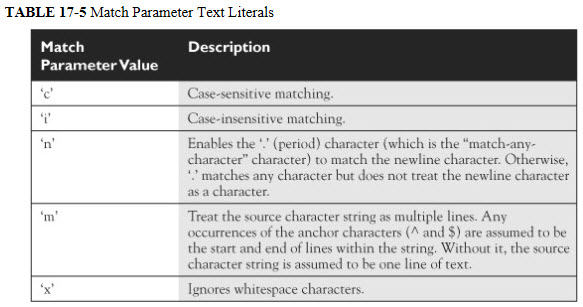 TABLE 17-5 Match Parameter Text Literals
Match
Parameter Value
Description
‘c’
Case-sensitive matching.
‘i’
Case-insensitive matching.
‘n’
Enables the ‘.’ (period) character (which is the “match-any-
character” character) to match the newline character. Otherwise,
‘.’ matches any character but does not treat the newline character
as a character.
‘m’
Treat the source character string as multiple lines. Any
occurrences of the anchor characters (^ and $) are assumed to be
the start and end of lines within the string. Without it, the source
character string is assumed to be one line of text.
‘x’
Ignores whitespace characters.